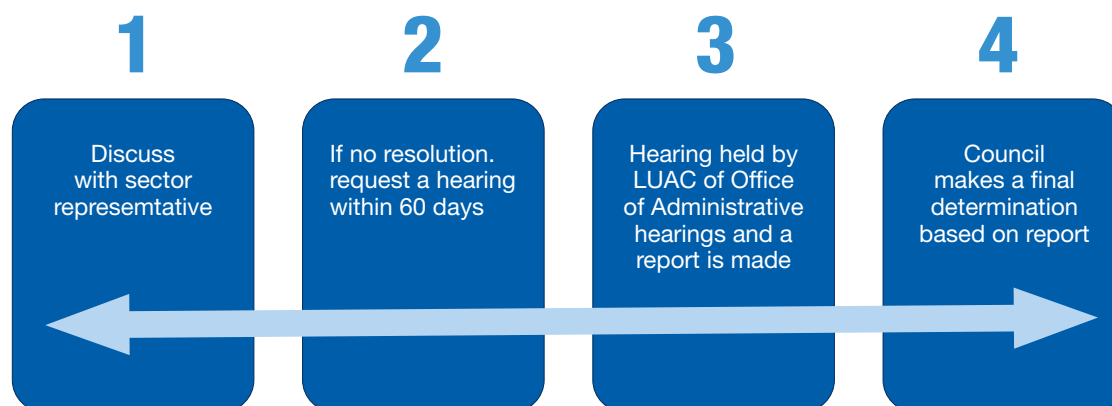 1
Discuss
with sector
represemtative
2
If no resolution.
request a hearing
within 60 days
3
Hearing held by
LUAC of Office
of Administrative
hearings and a
report is made
4
Council
makes a final
determination
based on report